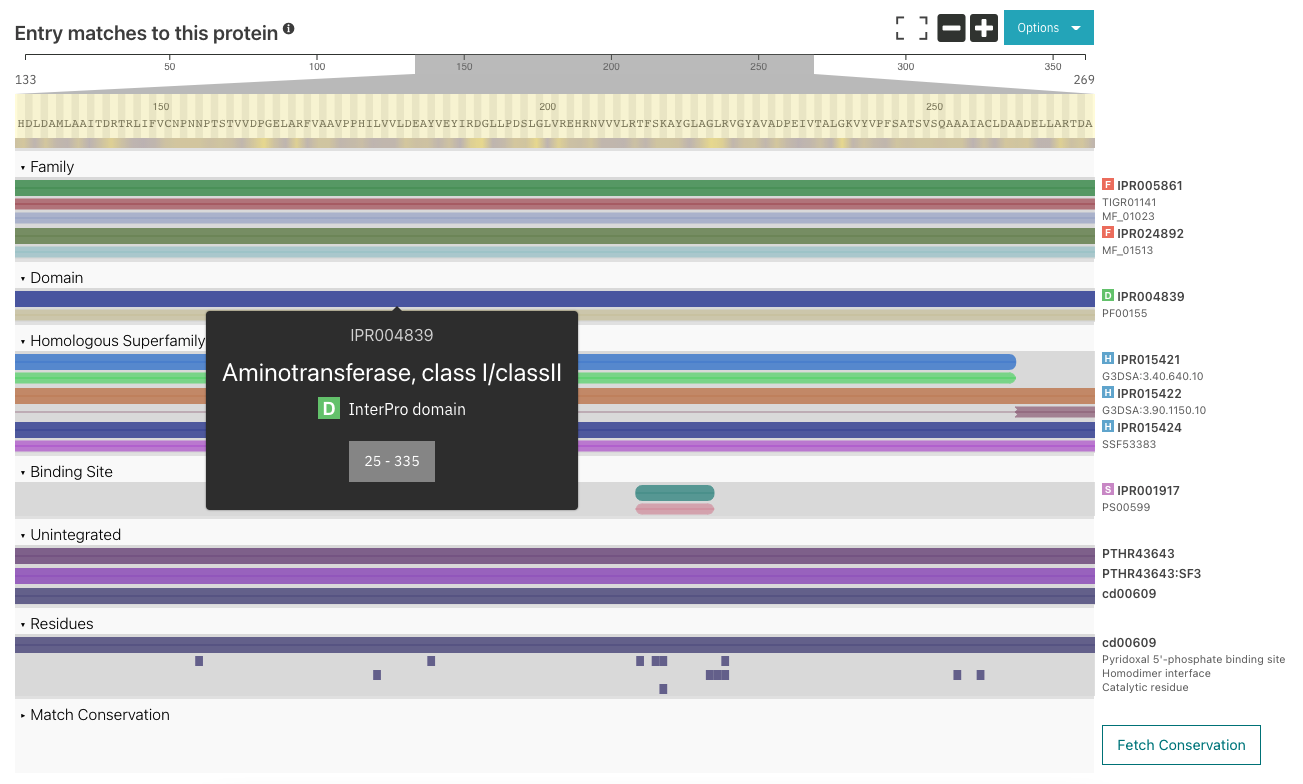 Entry matches to this protein
Options
50 100 150 200 250 300 350
133 269
150 200 250
HDLDAMLAAITDRTRLIFVCNPNNPTSTVVDPGELARFVAAVPPHILVVLDEAYVEYIRDGLLPDSLGLVREHRNVVVLRTFSKAYGLAGLRVGYAVADPEIVTALGKVYVPFSATSVSQAAAIACLDAADELLARTDA
Family
F IPR005861
TIGR01141
MF_01023
F IPR024892
MF_01513
Domain
D IPR004839
PF00155
IPR004839
Aminotransferase, class I/classII
D InterPro domain
25 - 335
Homologous Superfamily
H IPR015421
G3DSA:3.40.640.10
H IPR015422
G3DSA:3.90.1150.10
H IPR015424
SSF53383
Binding Site
S IPR001917
PS00599
Unintegrated
PTHR43643
PTHR43643:SF3
cd00609
Residues
cd00609
Pyridoxal 5'-phosphate binding site
Homodimer interface
Catalytic residue
Match Conservation
Fetch Conservation